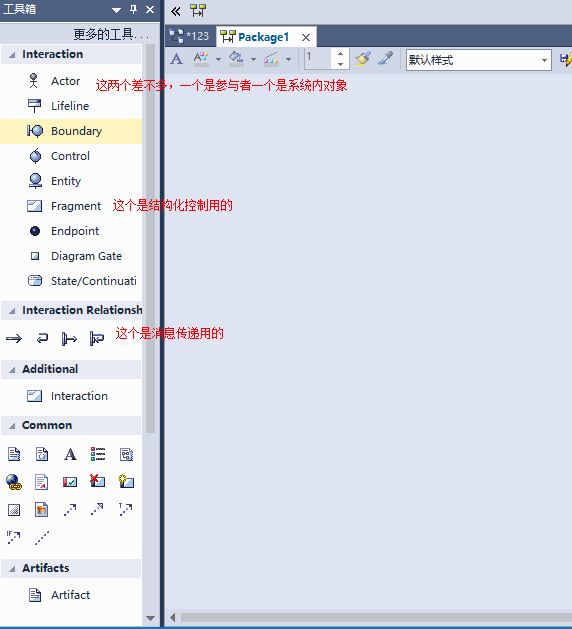 工具箱
更多的工具...
*123
Package1
1
默认样式
Interaction
Actor
这两个差不多，一个是参与者一个是系统内对象
Lifeline
Boundary
Control
Entity
Fragment
这个是结构化控制用的
Endpoint
Diagram Gate
State/Continuati
Interaction Relationsh
这个是消息传递用的
Additional
Interaction
Common
A
T
IF
Artifacts
Artifact